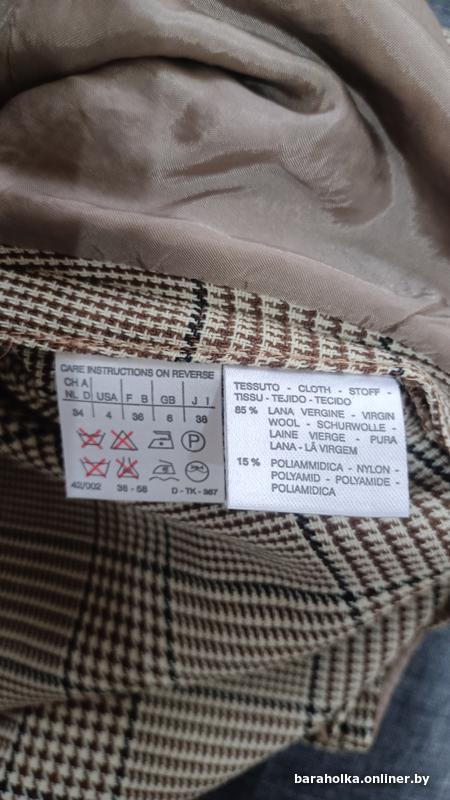 CARE INSTRUCTIONS ON REVERSE
CH A
NL D USA F B GB J I
34 4 36 6 38
P
42/002 38 - 58 D - TK - 367
TESSUTO - CLOTH - STOFF -
TISSU - TEJIDO - TECIDO
85 % LANA VERGINE - VIRGIN
WOOL - SCHURWOLLE -
LAINE VIERGE - PURA
LANA - LÃ VIRGEM
15 % POLIAMMIDICA - NYLON -
POLYAMID - POLYAMIDE -
POLIAMIDICA
baraholka.onliner.by